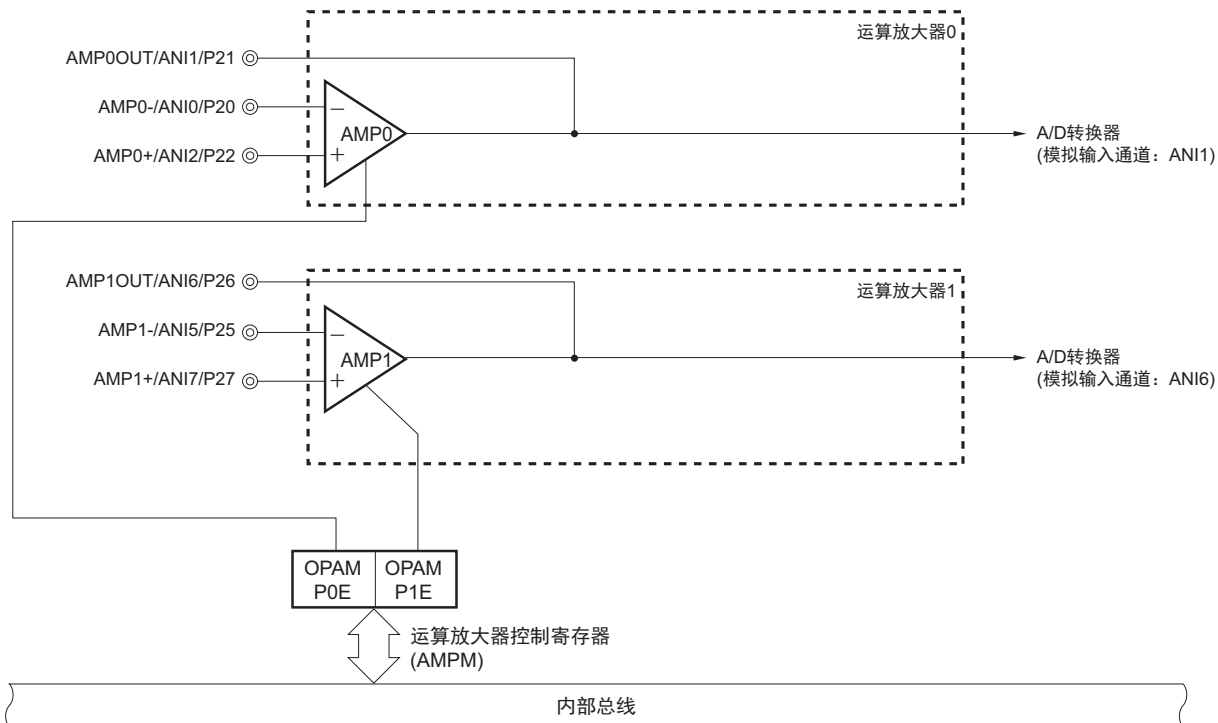 运算放大器0
AMP0OUT/ANI1/P21
AMP0-/ANI0/P20
AMP0+/ANI2/P22
−
AMP0
+
A/D转换器
(模拟输入通道：ANI1)
运算放大器1
AMP1OUT/ANI6/P26
AMP1-/ANI5/P25
AMP1+/ANI7/P27
−
AMP1
+
A/D转换器
(模拟输入通道：ANI6)
OPAM
P0E
OPAM
P1E
运算放大器控制寄存器
(AMPM)
内部总线